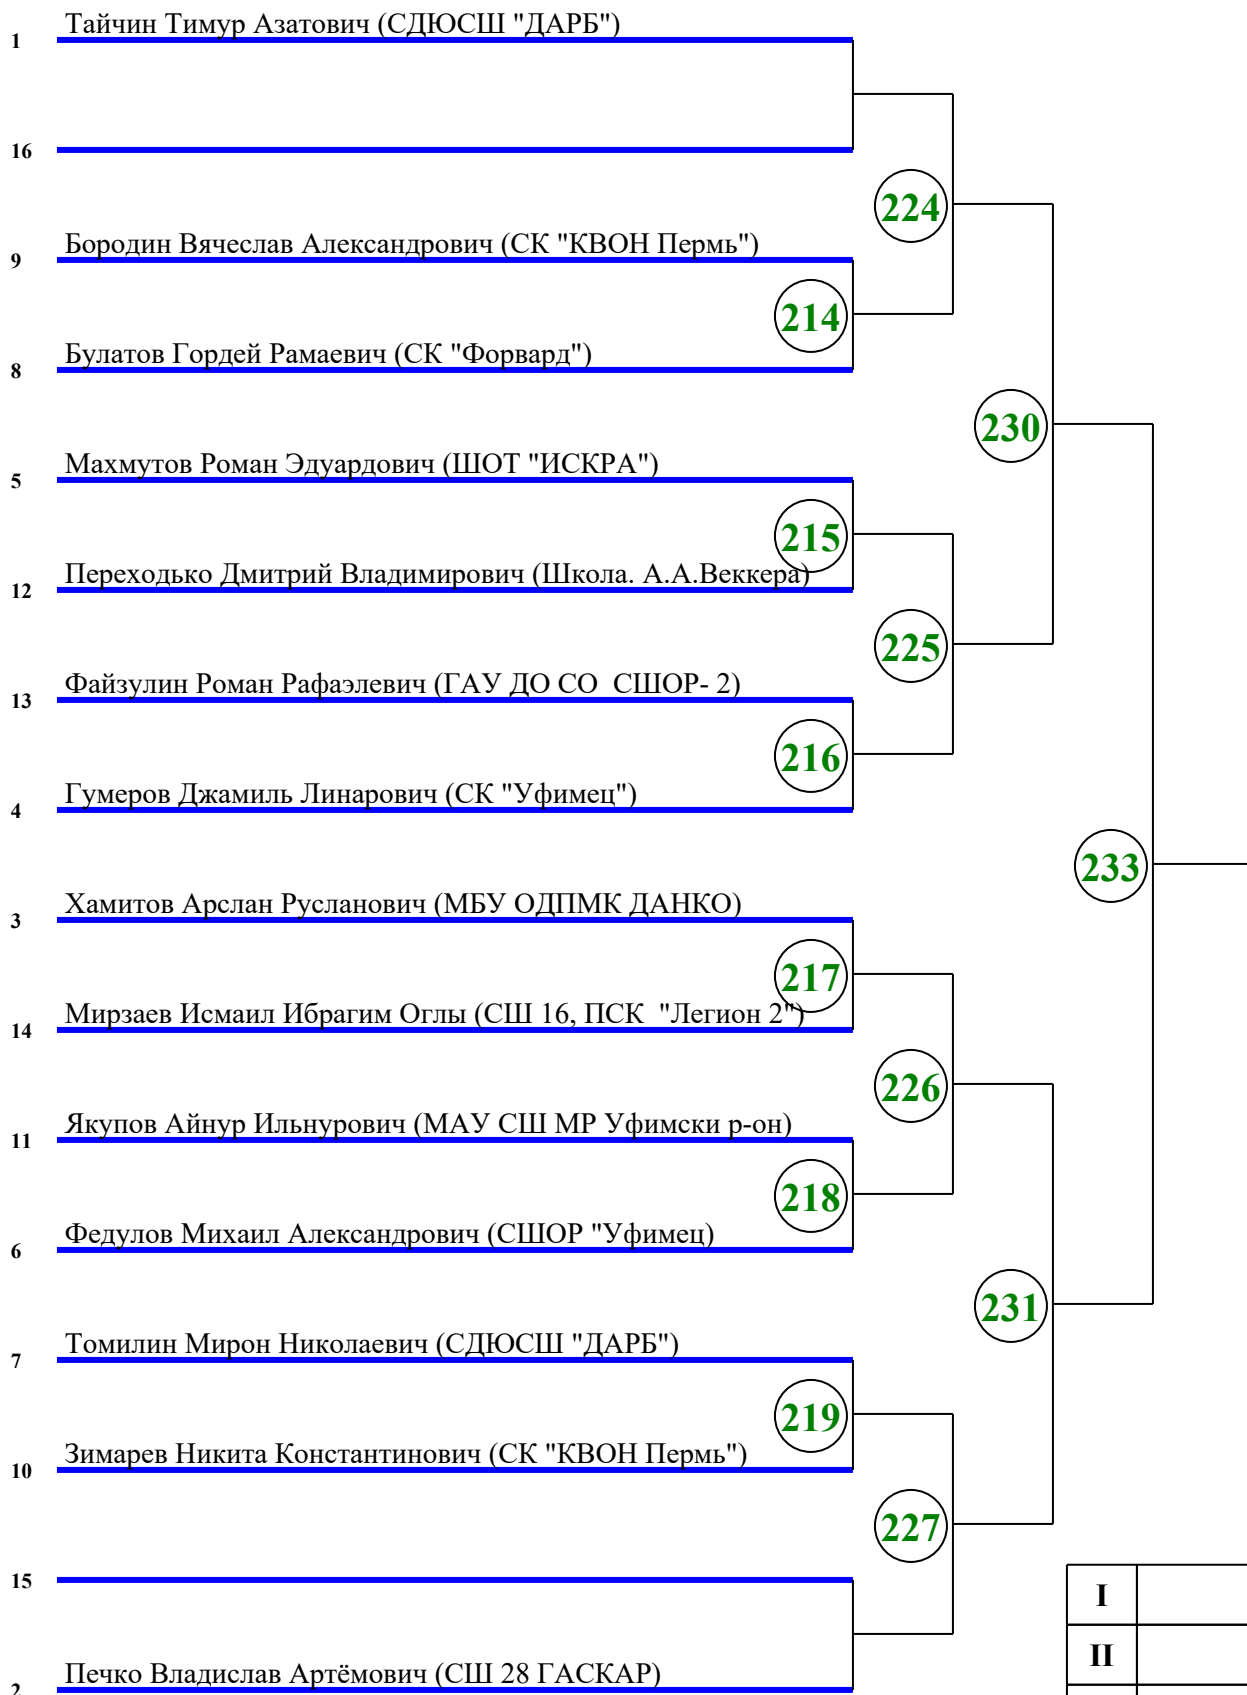 Тайчин Тимур Азатович (СДЮСШ "ДАРБ")
1
16
224
Бородин Вячеслав Александрович (СК "КВОН Пермь")
9
214
Булатов Гордей Рамаевич (СК "Форвард")
8
230
Махмутов Роман Эдуардович (ШОТ "ИСКРА")
5
215
Переходько Дмитрий Владимирович (Школа. А.А.Веккера)
12
225
Файзулин Роман Рафаэлевич (ГАУ ДО СО  СШОР- 2)
13
216
Гумеров Джамиль Линарович (СК "Уфимец")
4
233
Хамитов Арслан Русланович (МБУ ОДПМК ДАНКО)
3
217
Мирзаев Исмаил Ибрагим Оглы (СШ 16, ПСК  "Легион 2")
14
226
Якупов Айнур Ильнурович (МАУ СШ МР Уфимски р-он)
11
218
Федулов Михаил Александрович (СШОР "Уфимец)
6
231
Томилин Мирон Николаевич (СДЮСШ "ДАРБ")
7
219
Зимарев Никита Константинович (СК "КВОН Пермь")
10
227
15
I
II
Печко Владислав Артёмович (СШ 28 ГАСКАР)
2